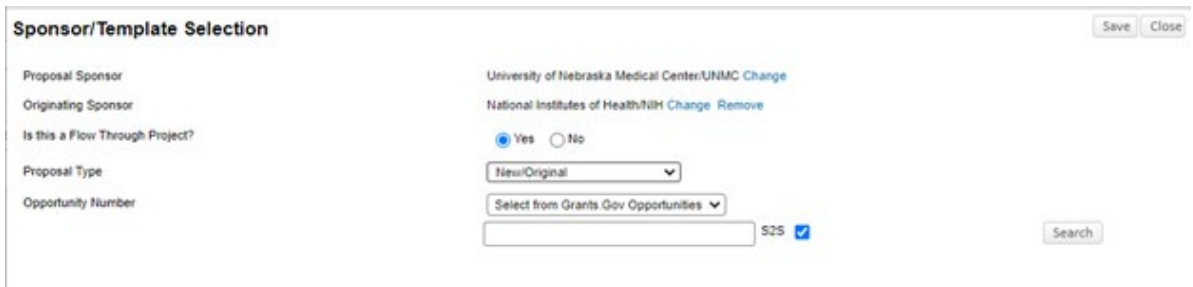 Sponsor/Template Selection Save Close
Proposal Sponsor University of Nebraska Medical Center/UNMC Change
Originating Sponsor National Institutes of Health/NIH Change Remove
Is this a Flow Through Project? Yes No
Proposal Type New/Original
Opportunity Number Select from Grants.Gov Opportunities
S2S Search